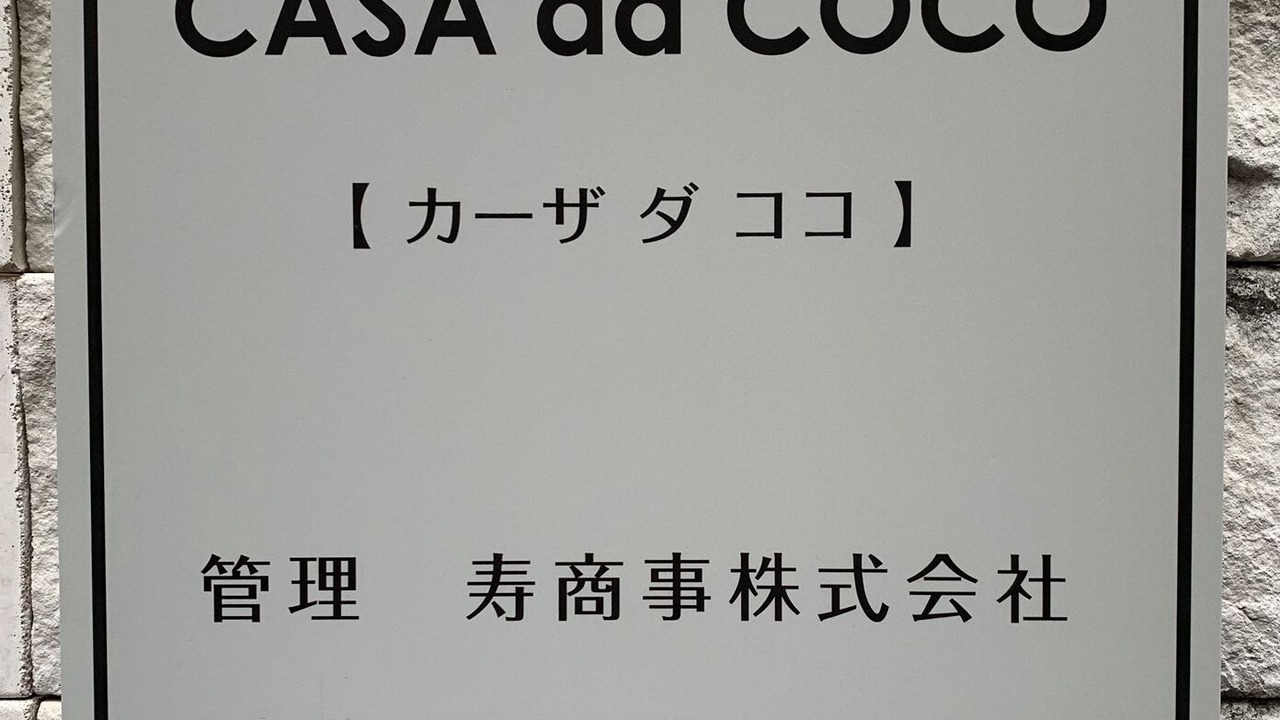 CASA da COCO
【 カーザ ダ ココ 】
管理　寿商事株式会社